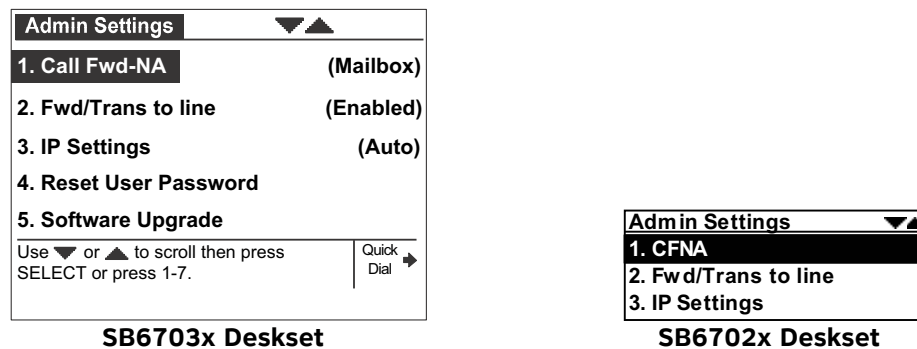 Admin Settings
1. Call Fwd-NA (Mailbox)
2. Fwd/Trans to line (Enabled)
3. IP Settings (Auto)
4. Reset User Password
5. Software Upgrade
Use ▼ or ▲ to scroll then press
SELECT or press 1-7.
Quick
Dial
SB6703x Deskset
Admin Settings
1. CFNA
2. Fwd/Trans to line
3. IP Settings
SB6702x Deskset